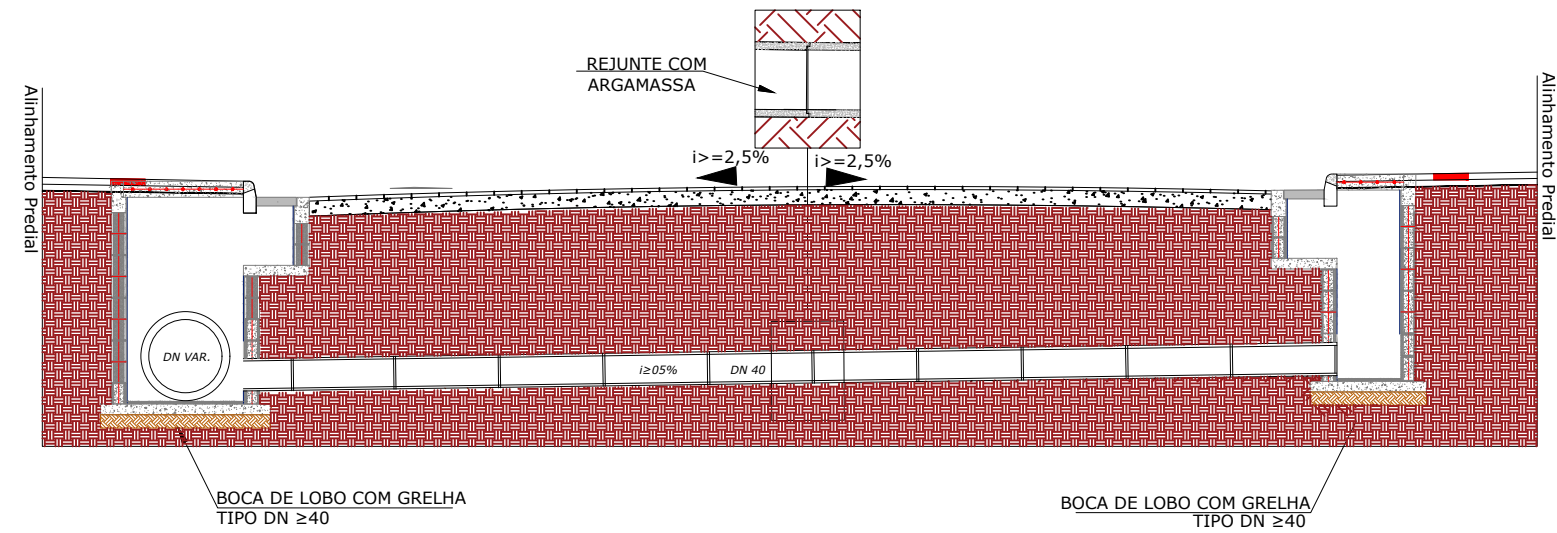 REJUNTE COM
ARGAMASSA
Alinhamento Predial
Alinhamento Predial
i>=2,5%
i>=2,5%
DN VAR.
i≥05%
DN 40
BOCA DE LOBO COM GRELHA
TIPO DN ≥40
BOCA DE LOBO COM GRELHA
TIPO DN ≥40